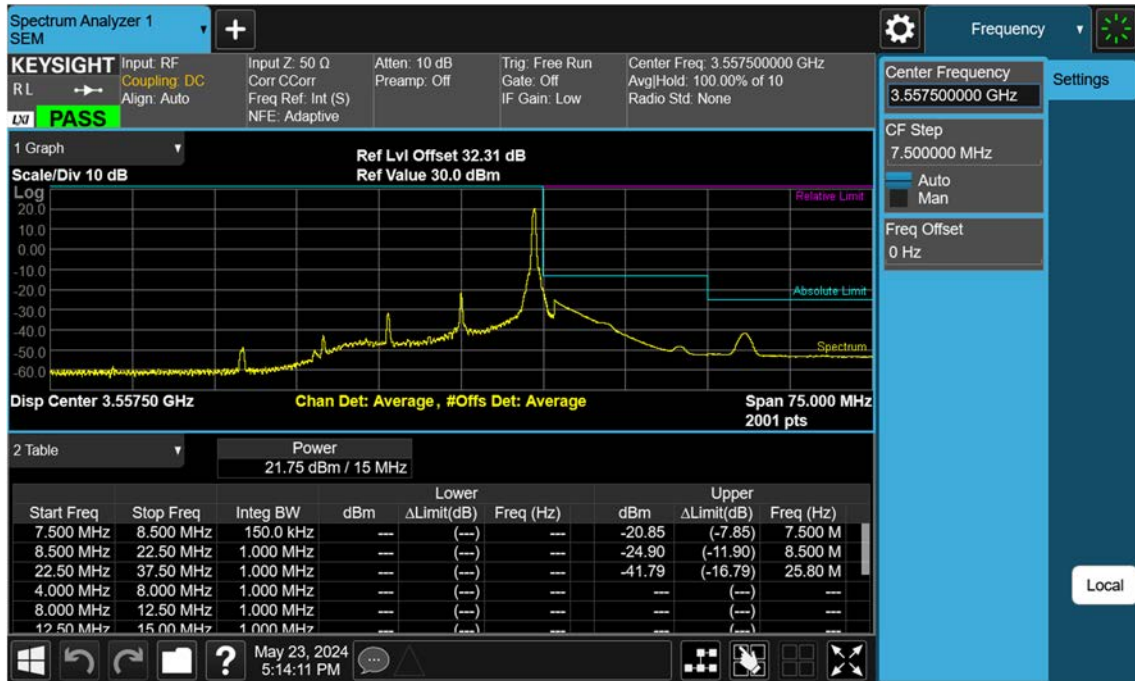 Spectrum Analyzer 1
SEM
Frequency
KEYSIGHT
RL
LXI PASS
Input: RF
Coupling: DC
Align: Auto
Input Z: 50 Ω
Corr CCorr
Freq Ref: Int (S)
NFE: Adaptive
Atten: 10 dB
Preamp: Off
Trig: Free Run
Gate: Off
IF Gain: Low
Center Freq: 3.557500000 GHz
Avg|Hold: 100.00% of 10
Radio Std: None
Center Frequency
3.557500000 GHz
Settings
CF Step
7.500000 MHz
Auto
Man
Freq Offset
0 Hz
1 Graph
Ref Lvl Offset 32.31 dB
Scale/Div 10 dB
Ref Value 30.0 dBm
Log
Relative Limit
20.0
10.0
0.00
-10.0
-20.0
Absolute Limit
-30.0
-40.0
-50.0
Spectrum
-60.0
Disp Center 3.55750 GHz
Chan Det: Average, #Offs Det: Average
Span 75.000 MHz
2001 pts
2 Table
Power
21.75 dBm / 15 MHz
Lower Upper
Start Freq Stop Freq Integ BW dBm ΔLimit(dB) Freq (Hz) dBm ΔLimit(dB) Freq (Hz)
7.500 MHz 8.500 MHz 150.0 kHz --- (---) --- -20.85 (-7.85) 7.500 M
8.500 MHz 22.50 MHz 1.000 MHz --- (---) --- -24.90 (-11.90) 8.500 M
22.50 MHz 37.50 MHz 1.000 MHz --- (---) --- -41.79 (-16.79) 25.80 M
4.000 MHz 8.000 MHz 1.000 MHz --- (---) --- --- (---) ---
8.000 MHz 12.50 MHz 1.000 MHz --- (---) --- --- (---) ---
12.50 MHz 15.00 MHz 1.000 MHz --- (---) --- --- (---) ---
Local
May 23, 2024
5:14:11 PM